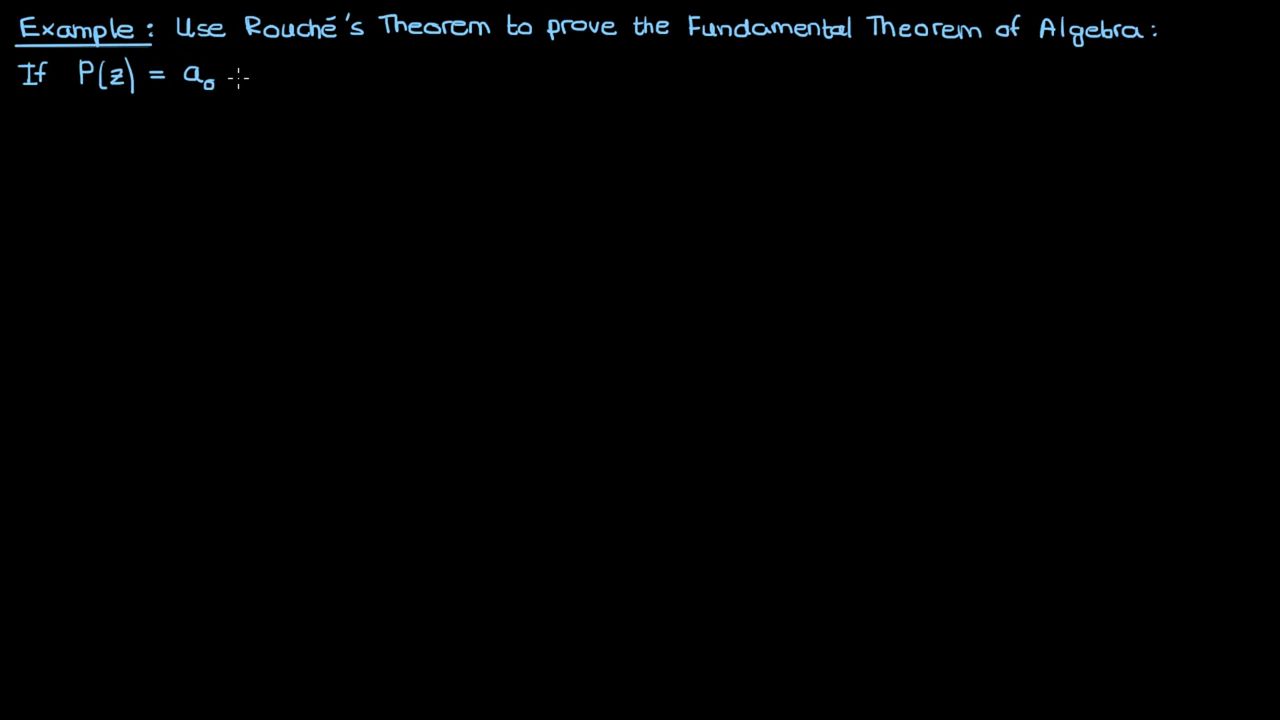 Example: Use Rouché's Theorem to prove the Fundamental Theorem of Algebra:
If P(z) = a₀